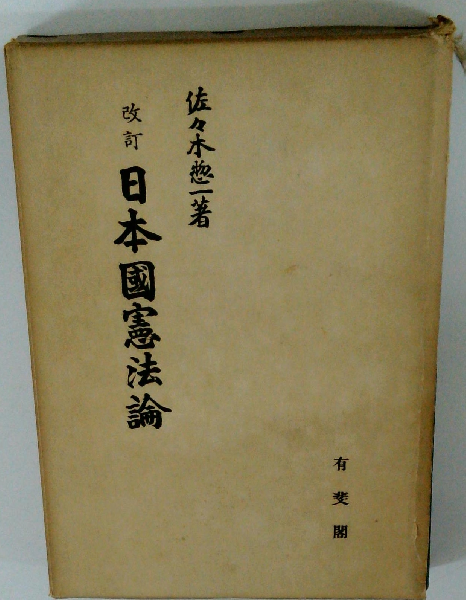 佐々木惣一著
改訂
日本國憲法論
有斐閣